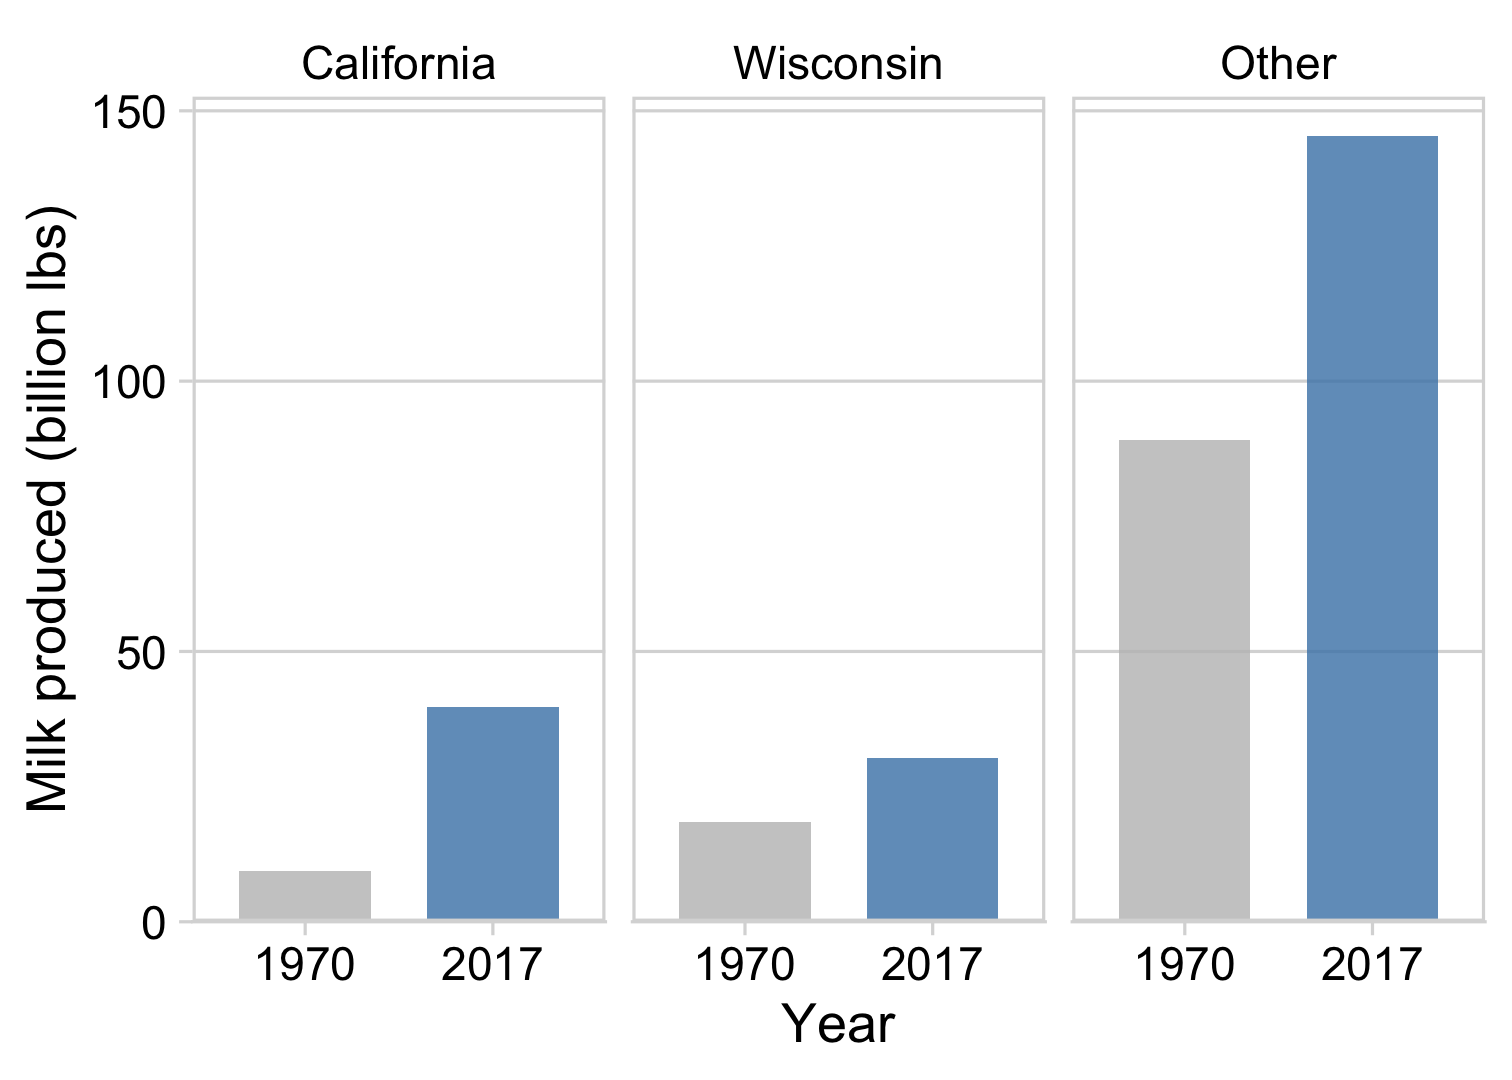 California Wisconsin Other
150
100
50
0
Milk produced (billion lbs)
1970 2017 1970 2017 1970 2017
Year